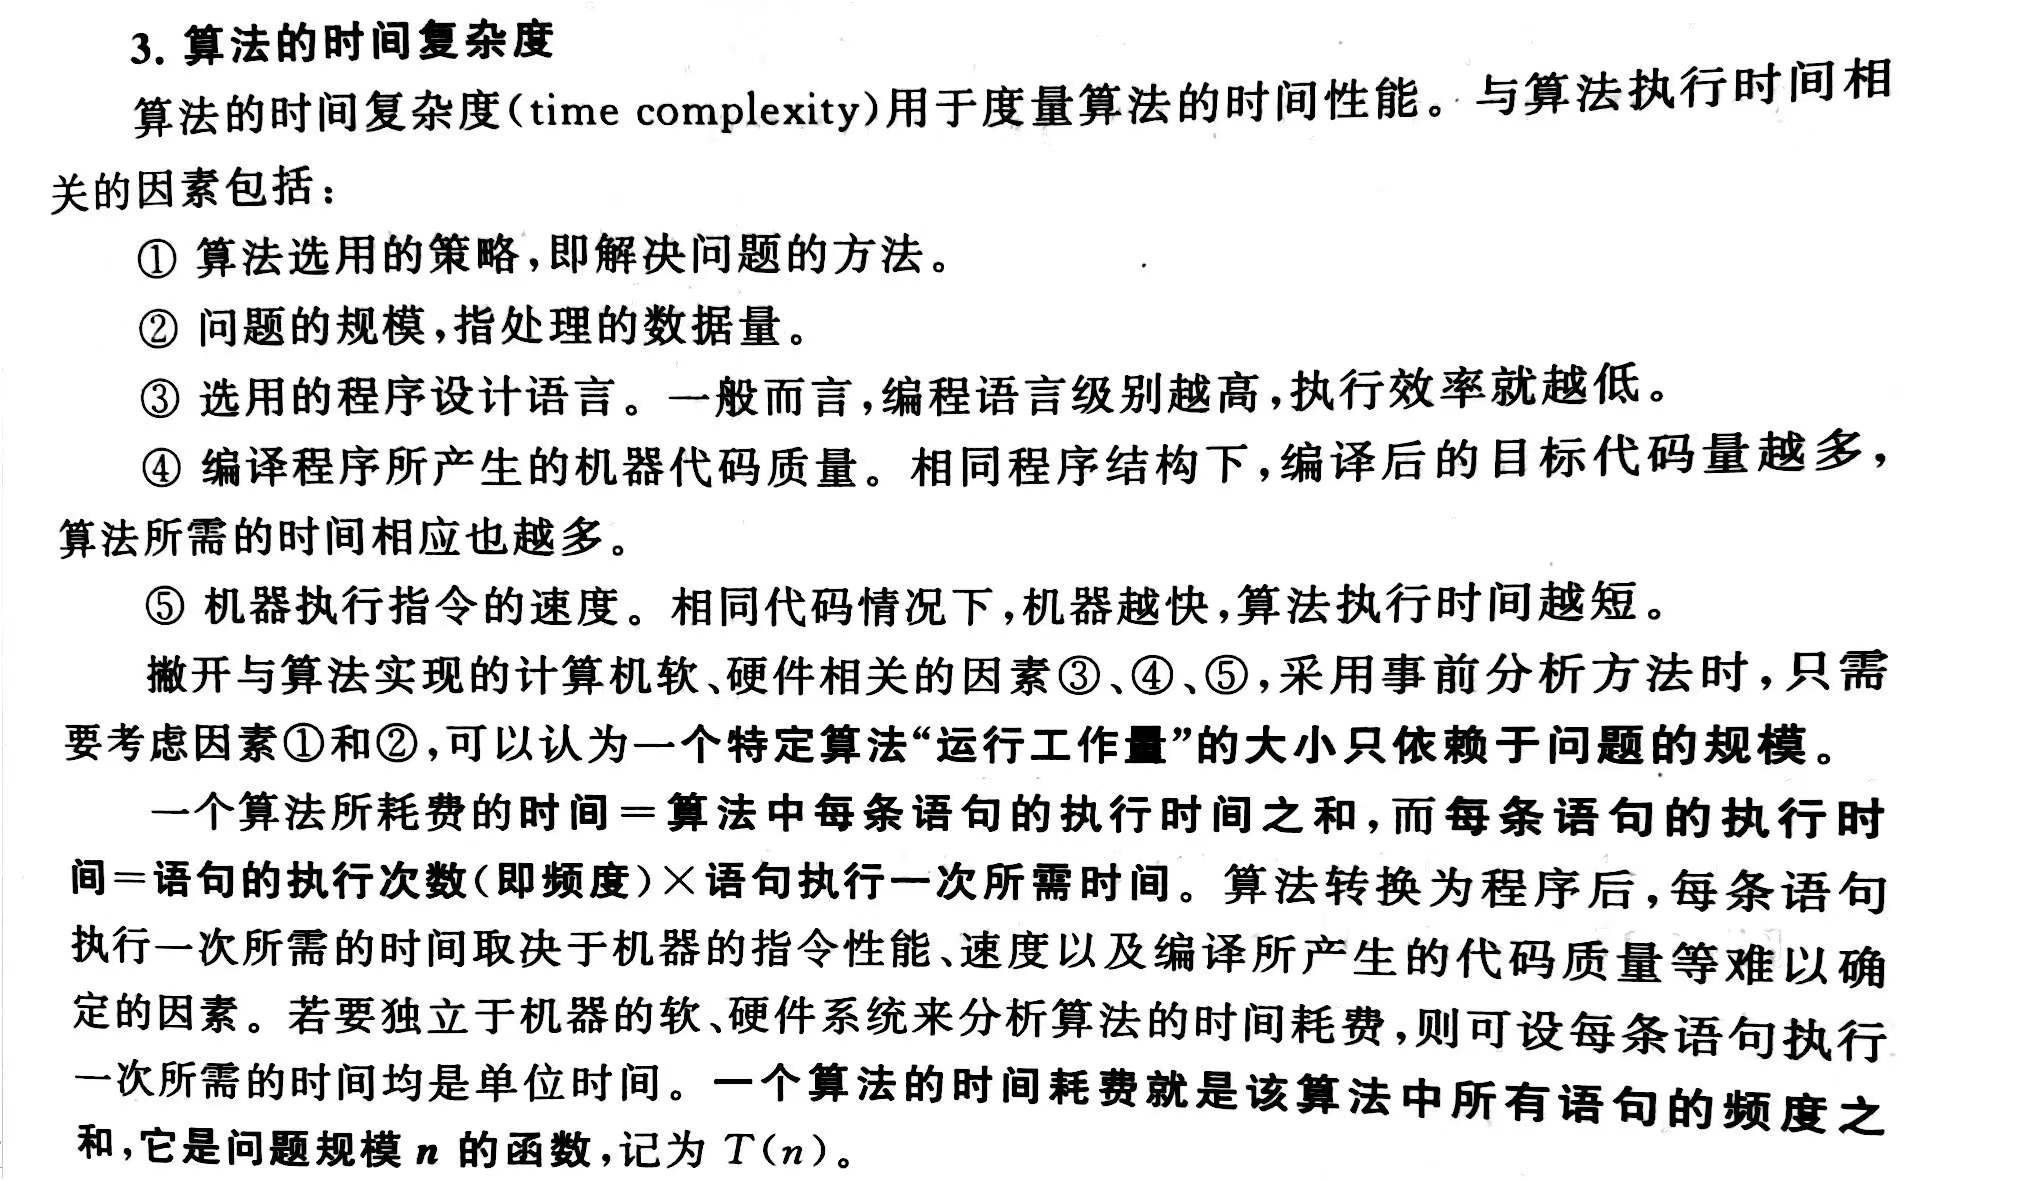 3. 算法的时间复杂度
算法的时间复杂度(time complexity)用于度量算法的时间性能。与算法执行时间相
关的因素包括：
① 算法选用的策略,即解决问题的方法。
② 问题的规模,指处理的数据量。
③ 选用的程序设计语言。一般而言,编程语言级别越高,执行效率就越低。
④ 编译程序所产生的机器代码质量。相同程序结构下,编译后的目标代码量越多,
算法所需的时间相应也越多。
⑤ 机器执行指令的速度。相同代码情况下,机器越快,算法执行时间越短。
撇开与算法实现的计算机软、硬件相关的因素③、④、⑤,采用事前分析方法时,只需
要考虑因素①和②,可以认为一个特定算法“运行工作量”的大小只依赖于问题的规模。
一个算法所耗费的时间＝算法中每条语句的执行时间之和,而每条语句的执行时
间＝语句的执行次数(即频度)×语句执行一次所需时间。算法转换为程序后,每条语句
执行一次所需的时间取决于机器的指令性能、速度以及编译所产生的代码质量等难以确
定的因素。若要独立于机器的软、硬件系统来分析算法的时间耗费,则可设每条语句执行
一次所需的时间均是单位时间。一个算法的时间耗费就是该算法中所有语句的频度之
和,它是问题规模 n 的函数,记为 T(n)。